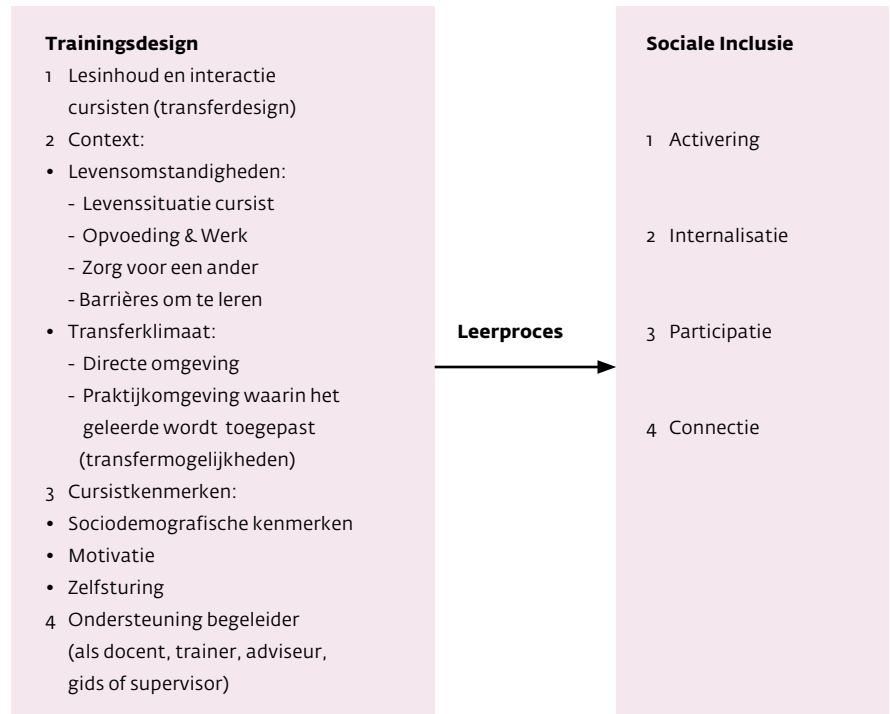 Trainingsdesign
1 Lesinhoud en interactie
cursisten (transferdesign)
2 Context:
• Levensomstandigheden:
- Levenssituatie cursist
- Opvoeding & Werk
- Zorg voor een ander
- Barrières om te leren
• Transferklimaat:
- Directe omgeving
- Praktijkomgeving waarin het
geleerde wordt toegepast
(transfermogelijkheden)
3 Cursistkenmerken:
• Sociodemografische kenmerken
• Motivatie
• Zelfsturing
4 Ondersteuning begeleider
(als docent, trainer, adviseur,
gids of supervisor)
Leerproces
Sociale Inclusie
1 Activering
2 Internalisatie
3 Participatie
4 Connectie